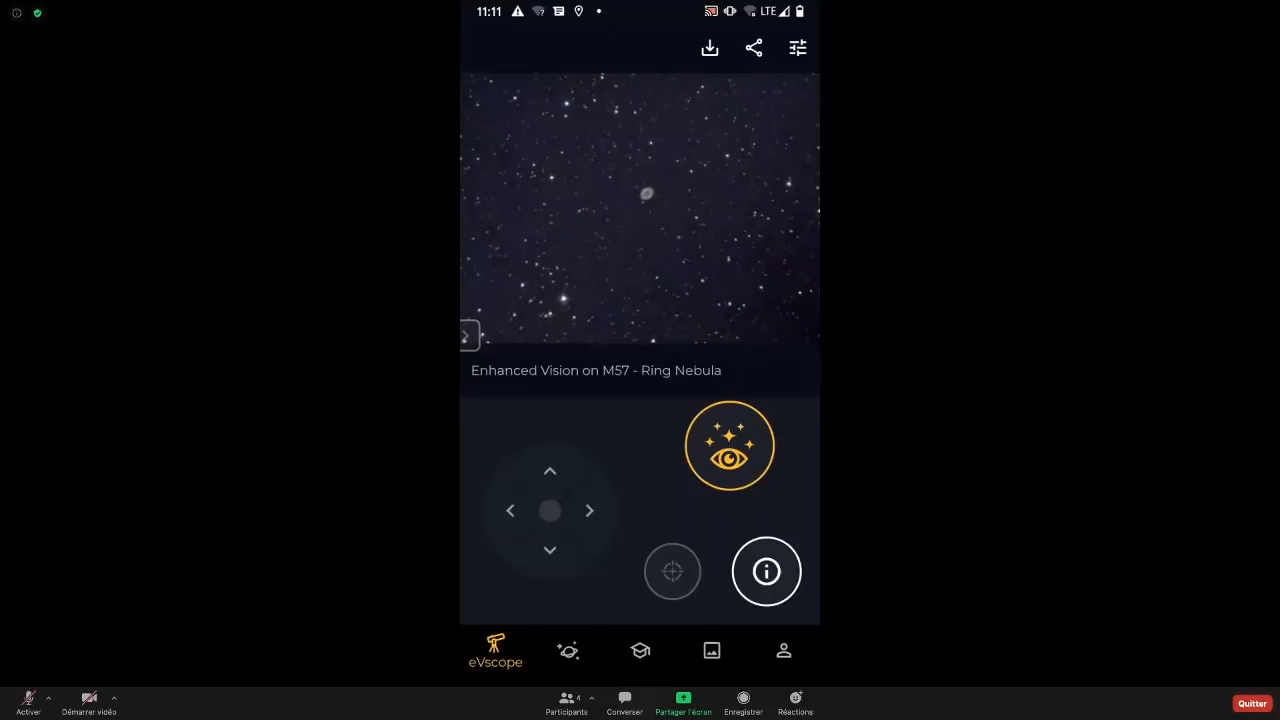 11:11
LTE
Enhanced Vision on M57 - Ring Nebula
eVscope
Activer
Démarrer vidéo
Participants
4
Converser
Partager l'écran
Enregistrer
Réactions
Quitter